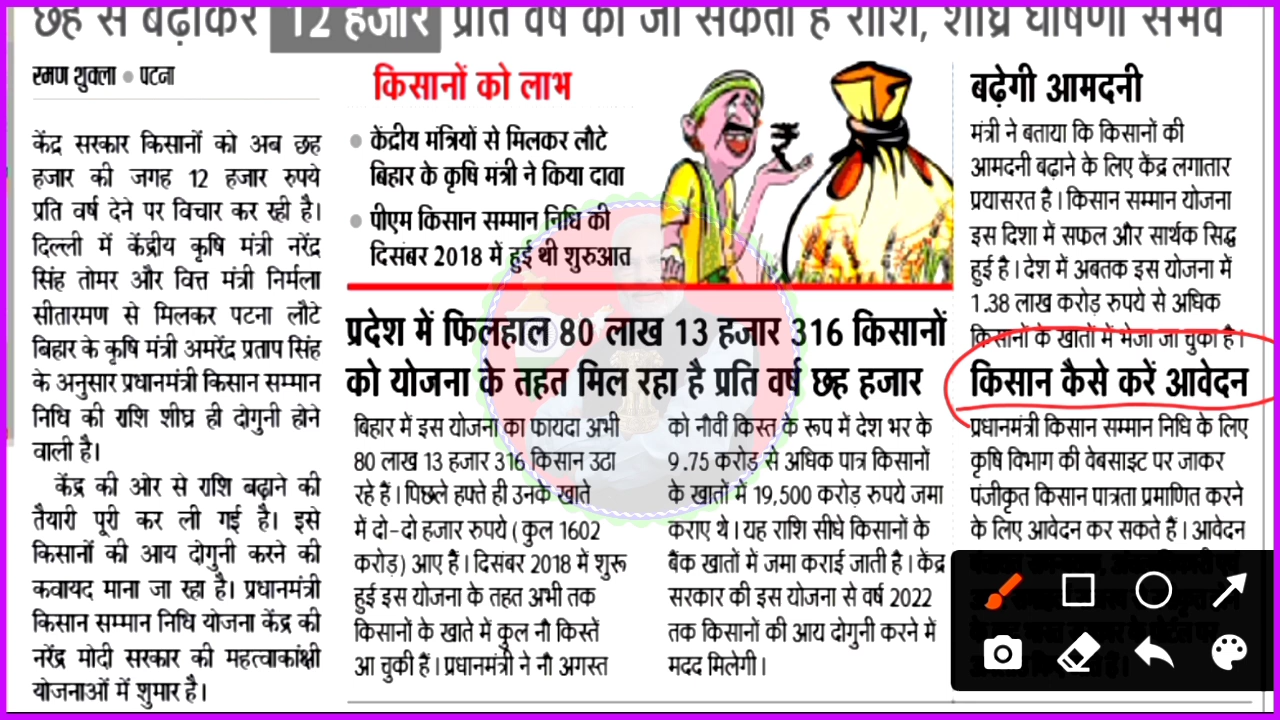 छह से बढ़ाकर 12 हजार प्रति वर्ष की जा सकती है राशि, शीघ्र घोषणा संभव
रमण शुक्ला ● पटना
केंद्र सरकार किसानों को अब छह
हजार की जगह 12 हजार रुपये
प्रति वर्ष देने पर विचार कर रही है।
दिल्ली में केंद्रीय कृषि मंत्री नरेंद्र
सिंह तोमर और वित्त मंत्री निर्मला
सीतारमण से मिलकर पटना लौटे
बिहार के कृषि मंत्री अमरेंद्र प्रताप सिंह
के अनुसार प्रधानमंत्री किसान सम्मान
निधि की राशि शीघ्र ही दोगुनी होने
वाली है।
केंद्र की ओर से राशि बढ़ाने की
तैयारी पूरी कर ली गई है। इसे
किसानों की आय दोगुनी करने की
कवायद माना जा रहा है। प्रधानमंत्री
किसान सम्मान निधि योजना केंद्र की
नरेंद्र मोदी सरकार की महत्वाकांक्षी
योजनाओं में शुमार है।
किसानों को लाभ
● केंद्रीय मंत्रियों से मिलकर लौटे
बिहार के कृषि मंत्री ने किया दावा
● पीएम किसान सम्मान निधि की
दिसंबर 2018 में हुई थी शुरुआत
₹
प्रदेश में फिलहाल 80 लाख 13 हजार 316 किसानों
को योजना के तहत मिल रहा है प्रति वर्ष छह हजार
बिहार में इस योजना का फायदा अभी
80 लाख 13 हजार 316 किसान उठा
रहे हैं। पिछले हफ्ते ही उनके खाते
में दो-दो हजार रुपये (कुल 1602
करोड़) आए हैं। दिसंबर 2018 में शुरू
हुई इस योजना के तहत अभी तक
किसानों के खाते में कुल नौ किस्तें
आ चुकी हैं। प्रधानमंत्री ने नौ अगस्त
को नौवीं किस्त के रूप में देश भर के
9.75 करोड़ से अधिक पात्र किसानों
के खातों में 19,500 करोड़ रुपये जमा
कराए थे। यह राशि सीधे किसानों के
बैंक खातों में जमा कराई जाती है। केंद्र
सरकार की इस योजना से वर्ष 2022
तक किसानों की आय दोगुनी करने में
मदद मिलेगी।
बढ़ेगी आमदनी
मंत्री ने बताया कि किसानों की
आमदनी बढ़ाने के लिए केंद्र लगातार
प्रयासरत है। किसान सम्मान योजना
इस दिशा में सफल और सार्थक सिद्ध
हुई है। देश में अबतक इस योजना में
1.38 लाख करोड़ रुपये से अधिक
किसानों के खातों में भेजा जा चुका है।
किसान कैसे करें आवेदन
प्रधानमंत्री किसान सम्मान निधि के लिए
कृषि विभाग की वेबसाइट पर जाकर
पंजीकृत किसान पात्रता प्रमाणित करने
के लिए आवेदन कर सकते हैं। आवेदन